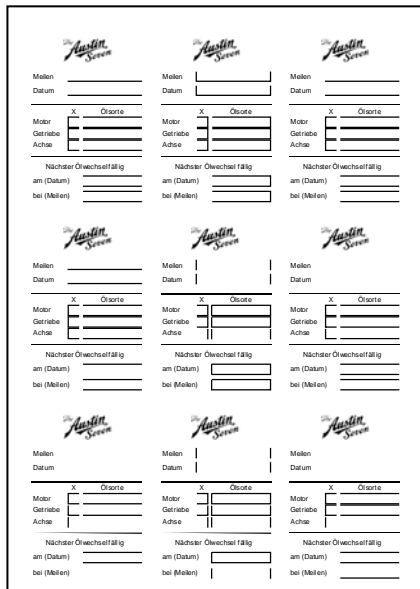 The Austin
Seven
Meilen
Datum
X Ölsorte
Motor
Getriebe
Achse
Nächster Ölwechsel fällig
am (Datum)
bei (Meilen)
The Austin
Seven
Meilen
Datum
X Ölsorte
Motor
Getriebe
Achse
Nächster Ölwechsel fällig
am (Datum)
bei (Meilen)
The Austin
Seven
Meilen
Datum
X Ölsorte
Motor
Getriebe
Achse
Nächster Ölwechsel fällig
am (Datum)
bei (Meilen)
The Austin
Seven
Meilen
Datum
X Ölsorte
Motor
Getriebe
Achse
Nächster Ölwechsel fällig
am (Datum)
bei (Meilen)
The Austin
Seven
Meilen
Datum
X Ölsorte
Motor
Getriebe
Achse
Nächster Ölwechsel fällig
am (Datum)
bei (Meilen)
The Austin
Seven
Meilen
Datum
X Ölsorte
Motor
Getriebe
Achse
Nächster Ölwechsel fällig
am (Datum)
bei (Meilen)
The Austin
Seven
Meilen
Datum
X Ölsorte
Motor
Getriebe
Achse
Nächster Ölwechsel fällig
am (Datum)
bei (Meilen)
The Austin
Seven
Meilen
Datum
X Ölsorte
Motor
Getriebe
Achse
Nächster Ölwechsel fällig
am (Datum)
bei (Meilen)
The Austin
Seven
Meilen
Datum
X Ölsorte
Motor
Getriebe
Achse
Nächster Ölwechsel fällig
am (Datum)
bei (Meilen)